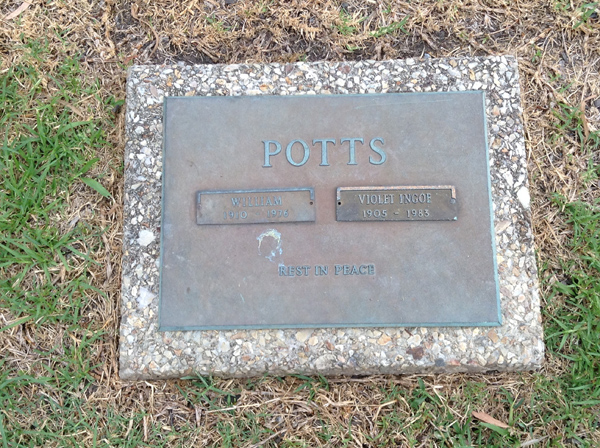 POTTS
WILLIAM
VIOLET INGOE
1905 - 1983
REST IN PEACE